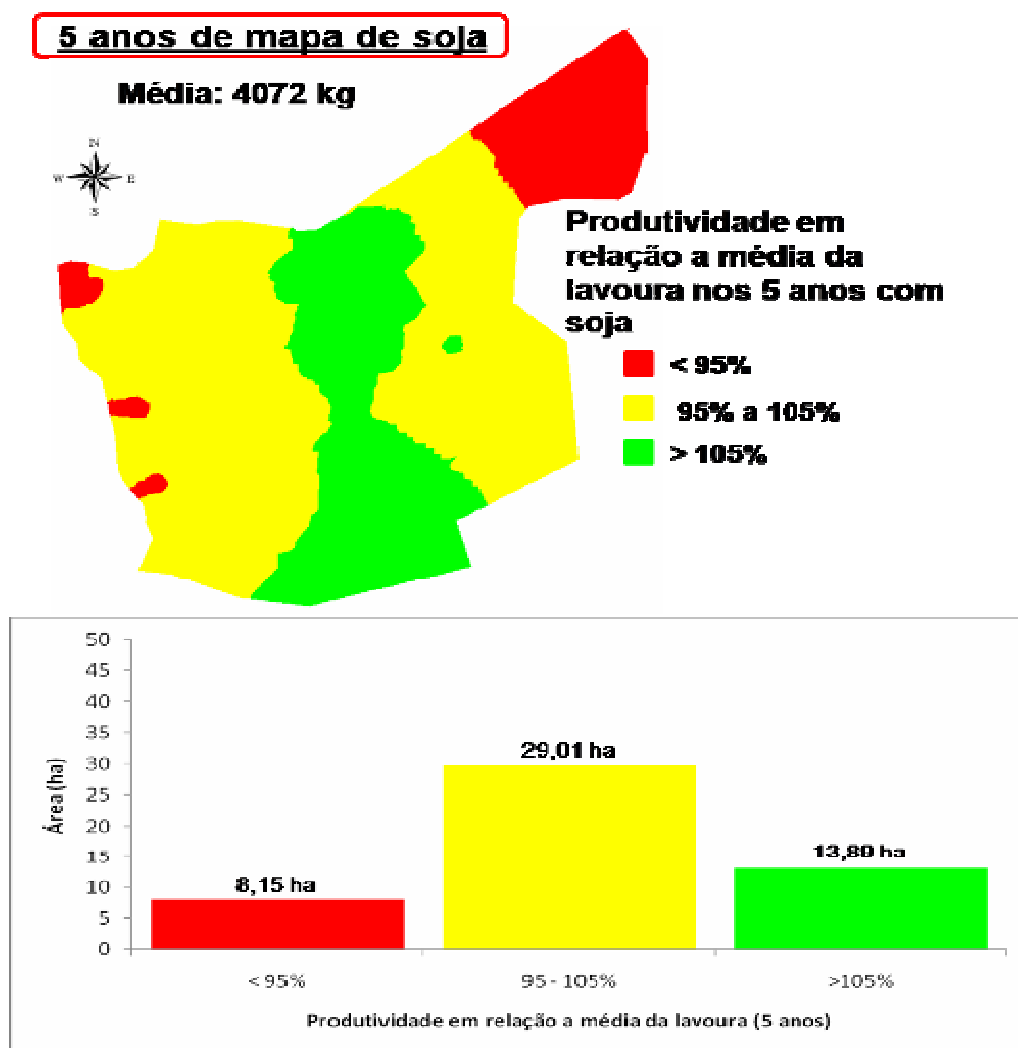 5 anos de mapa de soja
Média: 4072 kg
N
W E
S
Produtividade em
relação a média da
lavoura nos 5 anos com
soja
< 95%
95% a 105%
> 105%
50
45
40
35
30
25
20
15
10
5
0
Área (ha)
8,15 ha
29,01 ha
13,89 ha
< 95%
95 - 105%
>105%
Produtividade em relação a média da lavoura (5 anos)